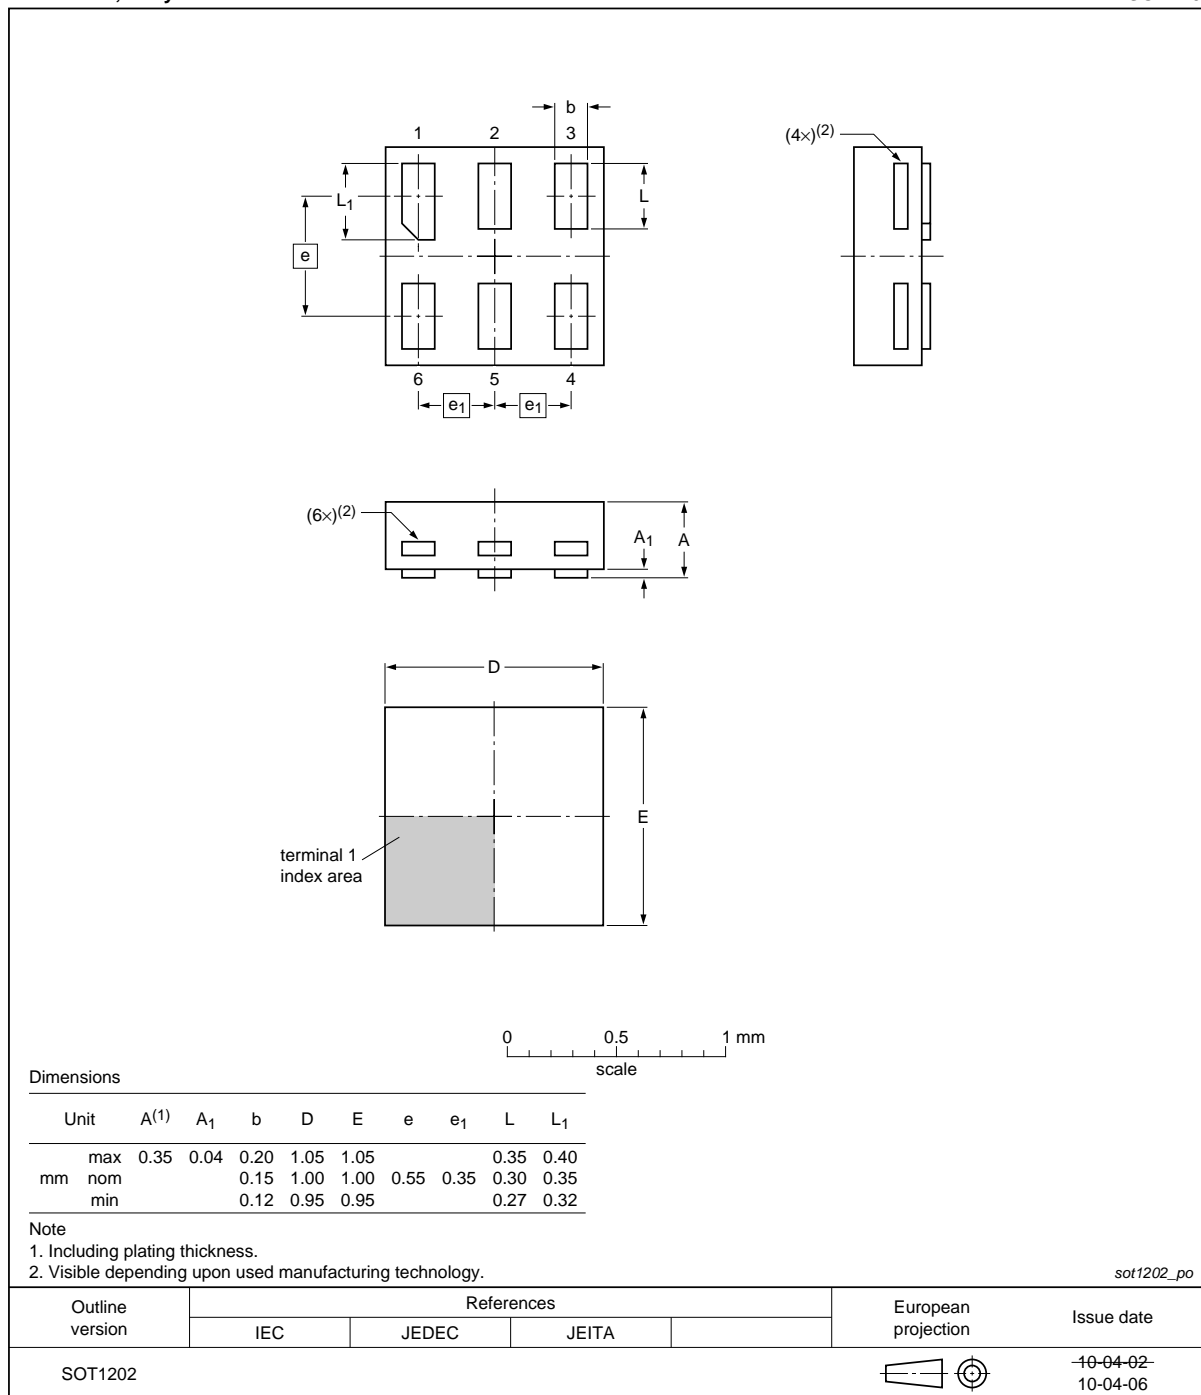 b
1 2 3
(4×)(2)
L1
L
e
6 5 4
e1 e1
(6×)(2)
A1 A
D
E
terminal 1
index area
0 0.5 1 mm
scale
Dimensions
Unit A(1) A1 b D E e e1 L L1
max 0.35 0.04 0.20 1.05 1.05 0.35 0.40
mm nom 0.15 1.00 1.00 0.55 0.35 0.30 0.35
min 0.12 0.95 0.95 0.27 0.32
Note
1. Including plating thickness.
2. Visible depending upon used manufacturing technology.
sot1202_po
Outline version References European projection Issue date
IEC JEDEC JEITA
SOT1202
10-04-02
10-04-06